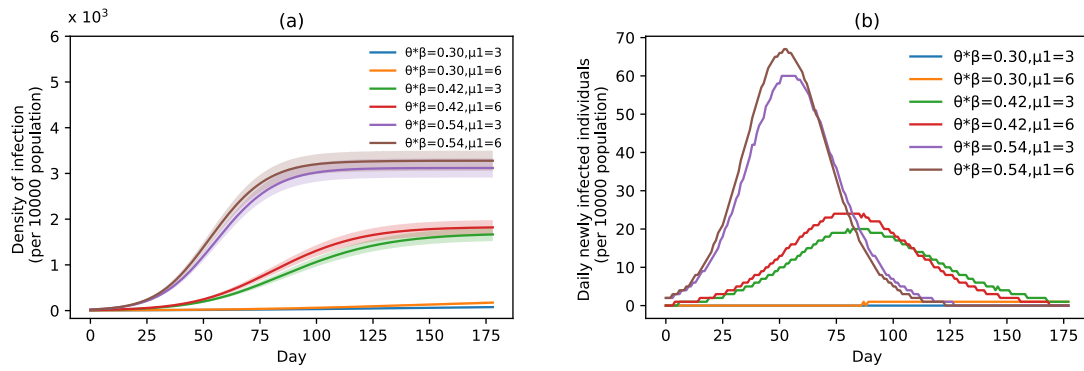 (a)
x 10³
Density of infection
(per 10000 population)
6
5
4
3
2
1
0
θ*β=0.30,μ1=3
θ*β=0.30,μ1=6
θ*β=0.42,μ1=3
θ*β=0.42,μ1=6
θ*β=0.54,μ1=3
θ*β=0.54,μ1=6
0 25 50 75 100 125 150 175
Day
(b)
Daily newly infected individuals
(per 10000 population)
70
60
50
40
30
20
10
0
θ*β=0.30,μ1=3
θ*β=0.30,μ1=6
θ*β=0.42,μ1=3
θ*β=0.42,μ1=6
θ*β=0.54,μ1=3
θ*β=0.54,μ1=6
0 25 50 75 100 125 150 175
Day